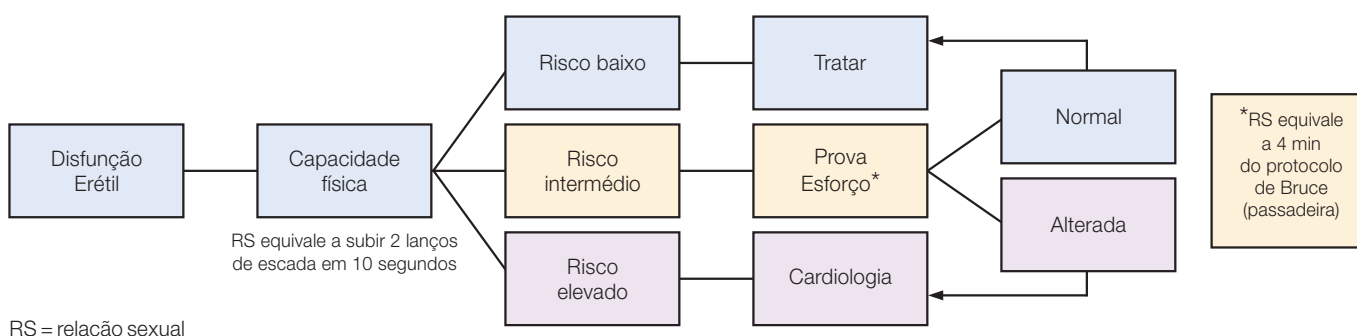 Disfunção
Erétil
Capacidade
física
RS equivale a subir 2 lanços
de escada em 10 segundos
Risco baixo
Risco
intermédio
Risco
elevado
Tratar
Prova
Esforço*
Cardiologia
Normal
Alterada
*RS equivale
a 4 min
do protocolo
de Bruce
(passadeira)
RS = relação sexual